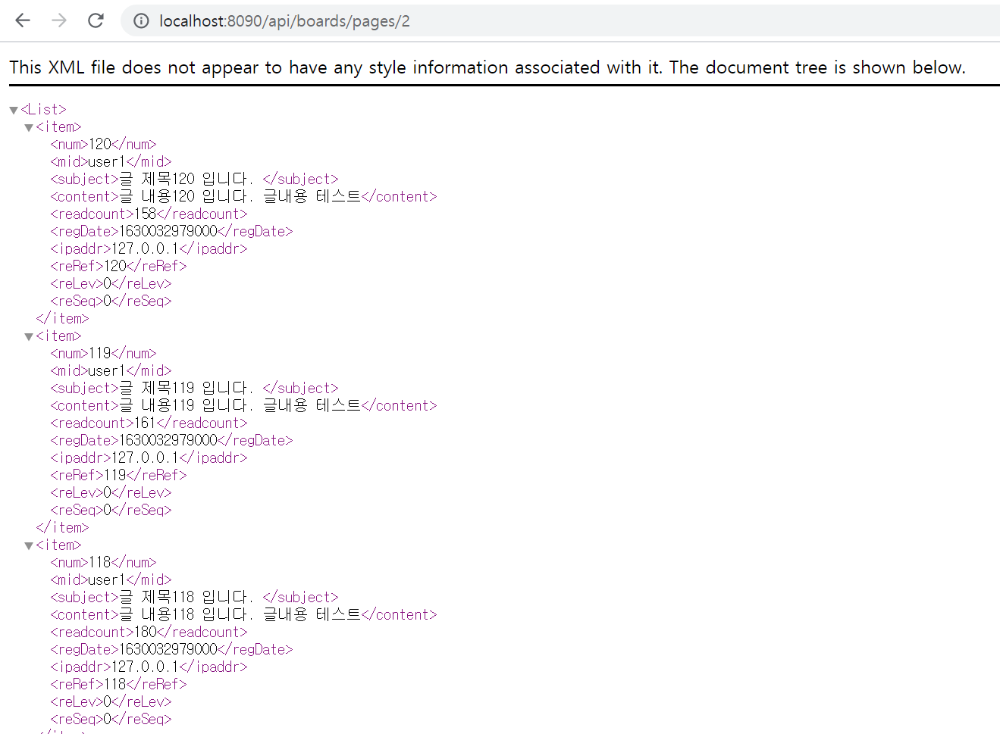 localhost:8090/api/boards/pages/2
This XML file does not appear to have any style information associated with it. The document tree is shown below.
▼<List>
▼<item>
<num>120</num>
<mid>user1</mid>
<subject>글 제목120 입니다. </subject>
<content>글 내용120 입니다. 글내용 테스트</content>
<readcount>158</readcount>
<regDate>1630032979000</regDate>
<ipaddr>127.0.0.1</ipaddr>
<reRef>120</reRef>
<reLev>0</reLev>
<reSeq>0</reSeq>
</item>
▼<item>
<num>119</num>
<mid>user1</mid>
<subject>글 제목119 입니다. </subject>
<content>글 내용119 입니다. 글내용 테스트</content>
<readcount>161</readcount>
<regDate>1630032979000</regDate>
<ipaddr>127.0.0.1</ipaddr>
<reRef>119</reRef>
<reLev>0</reLev>
<reSeq>0</reSeq>
</item>
▼<item>
<num>118</num>
<mid>user1</mid>
<subject>글 제목118 입니다. </subject>
<content>글 내용118 입니다. 글내용 테스트</content>
<readcount>180</readcount>
<regDate>1630032979000</regDate>
<ipaddr>127.0.0.1</ipaddr>
<reRef>118</reRef>
<reLev>0</reLev>
<reSeq>0</reSeq>